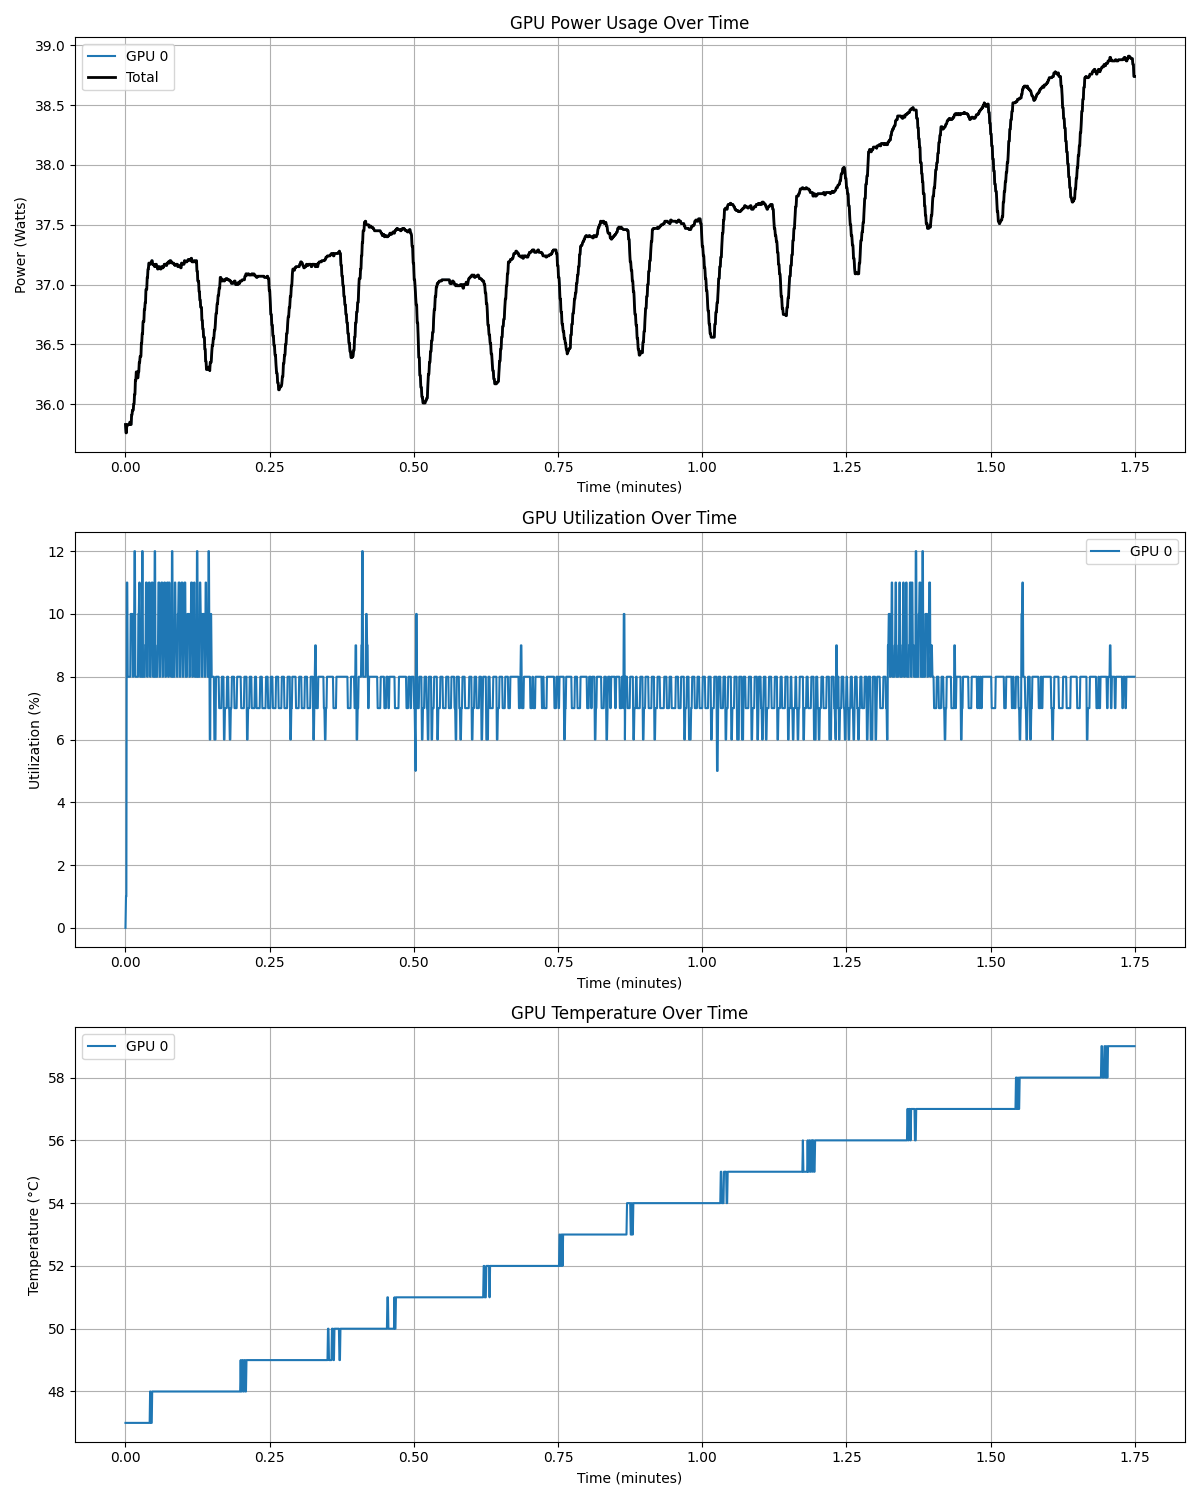 GPU Power Usage Over Time
GPU 0
Total
39.0
38.5
38.0
37.5
37.0
36.5
36.0
Power (Watts)
0.00 0.25 0.50 0.75 1.00 1.25 1.50 1.75
Time (minutes)
GPU Utilization Over Time
GPU 0
12
10
8
6
4
2
0
Utilization (%)
0.00 0.25 0.50 0.75 1.00 1.25 1.50 1.75
Time (minutes)
GPU Temperature Over Time
GPU 0
58
56
54
52
50
48
Temperature (°C)
0.00 0.25 0.50 0.75 1.00 1.25 1.50 1.75
Time (minutes)